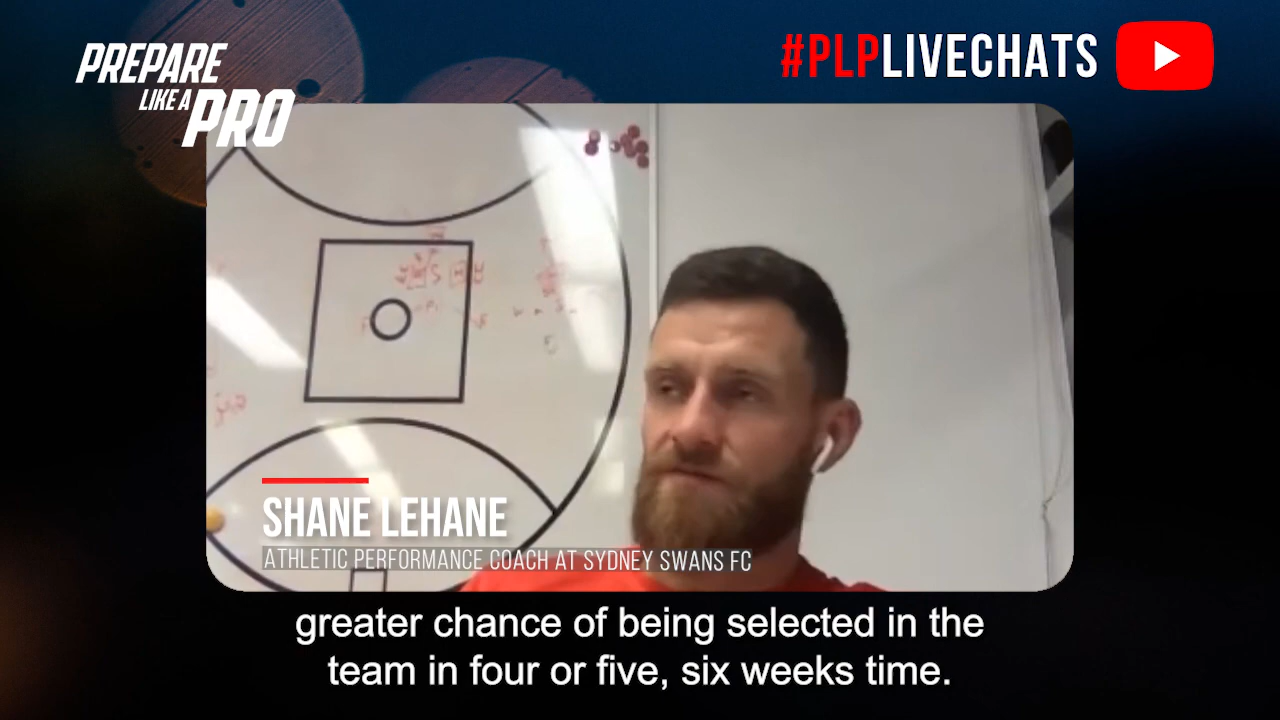 PREPARE
LIKE A
PRO
#PLPLIVECHATS
SHANE LEHANE
ATHLETIC PERFORMANCE COACH AT SYDNEY SWANS FC
greater chance of being selected in the
team in four or five, six weeks time.